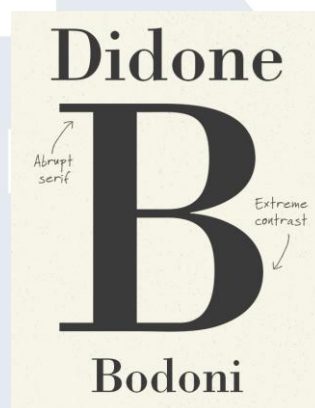 Didone
Abrupt
serif
B
Extreme
contrast
Bodoni